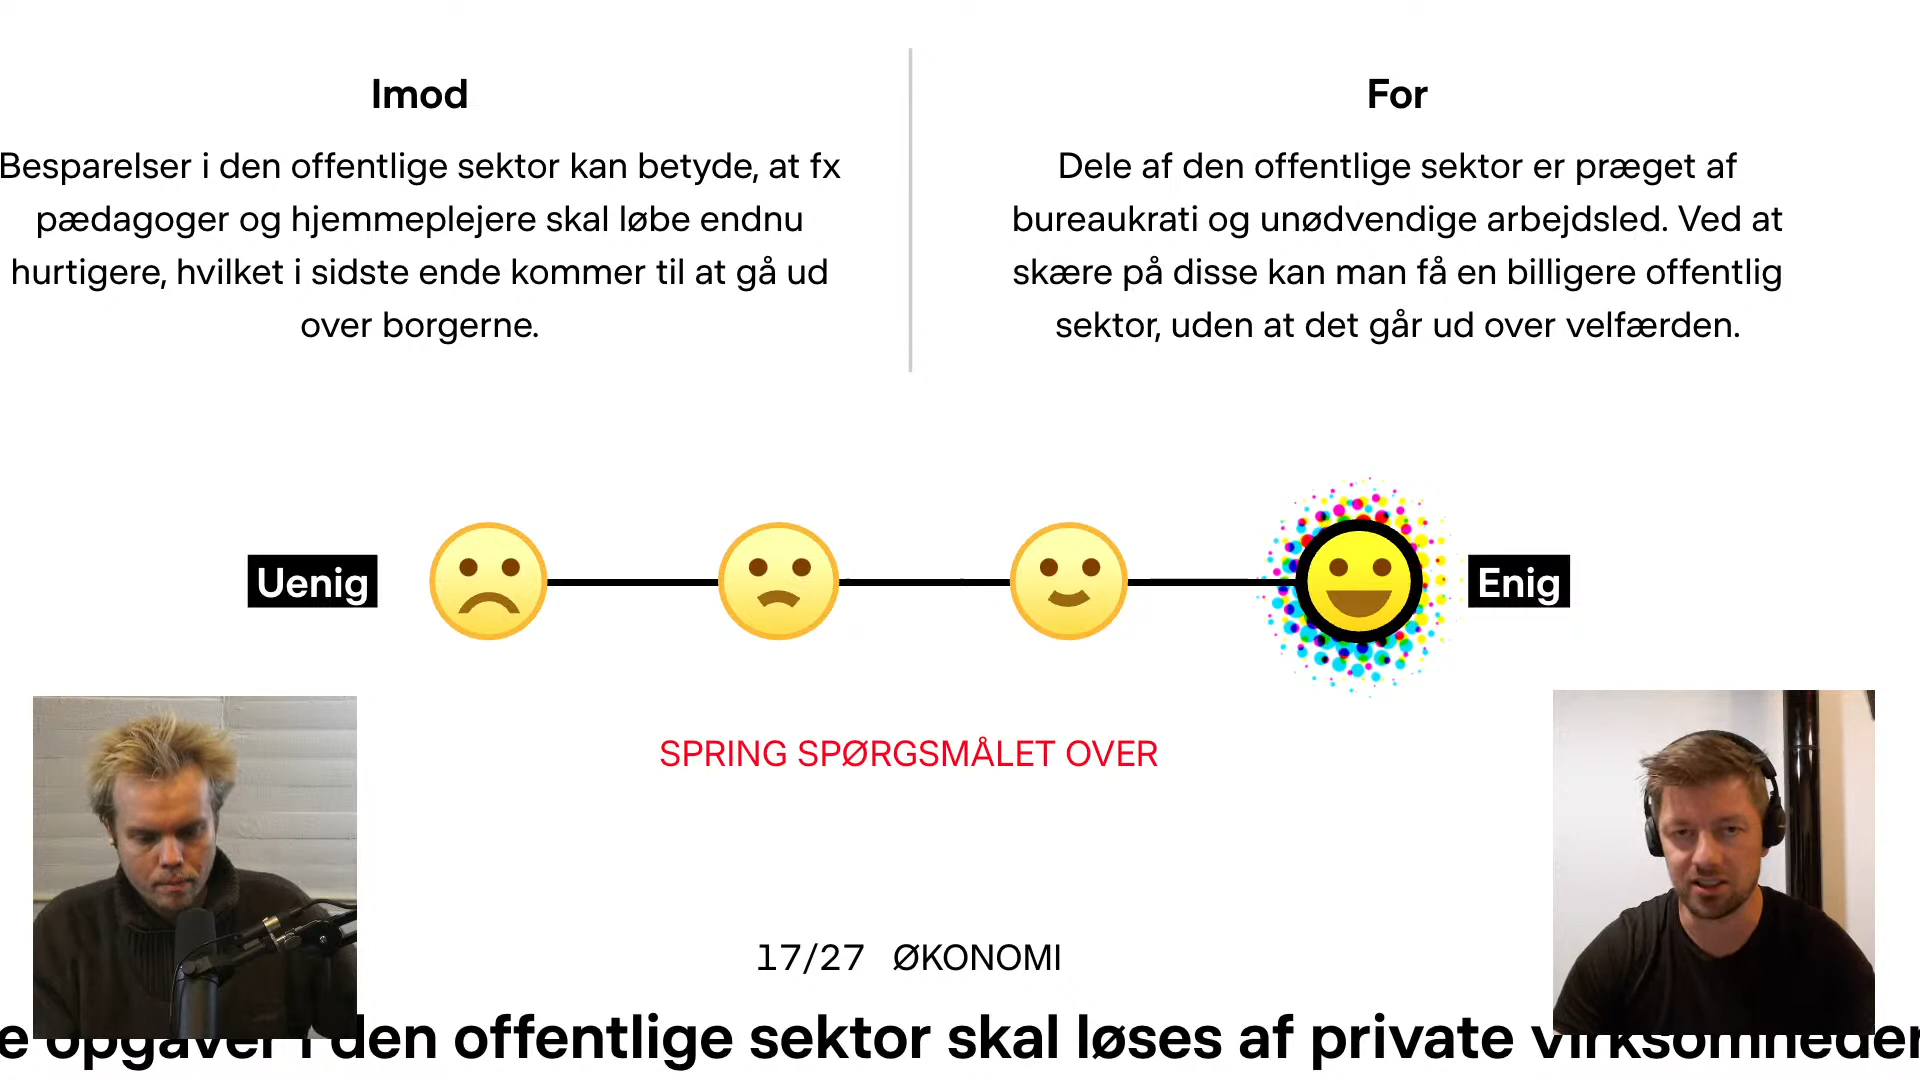 Imod
Besparelser i den offentlige sektor kan betyde, at fx
pædagoger og hjemmeplejere skal løbe endnu
hurtigere, hvilket i sidste ende kommer til at gå ud
over borgerne.
For
Dele af den offentlige sektor er præget af
bureaukrati og unødvendige arbejdsled. Ved at
skære på disse kan man få en billigere offentlig
sektor, uden at det går ud over velfærden.
Uenig
Enig
SPRING SPØRGSMÅLET OVER
17/27 ØKONOMI
e opgaver i den offentlige sektor skal løses af private virksomheder